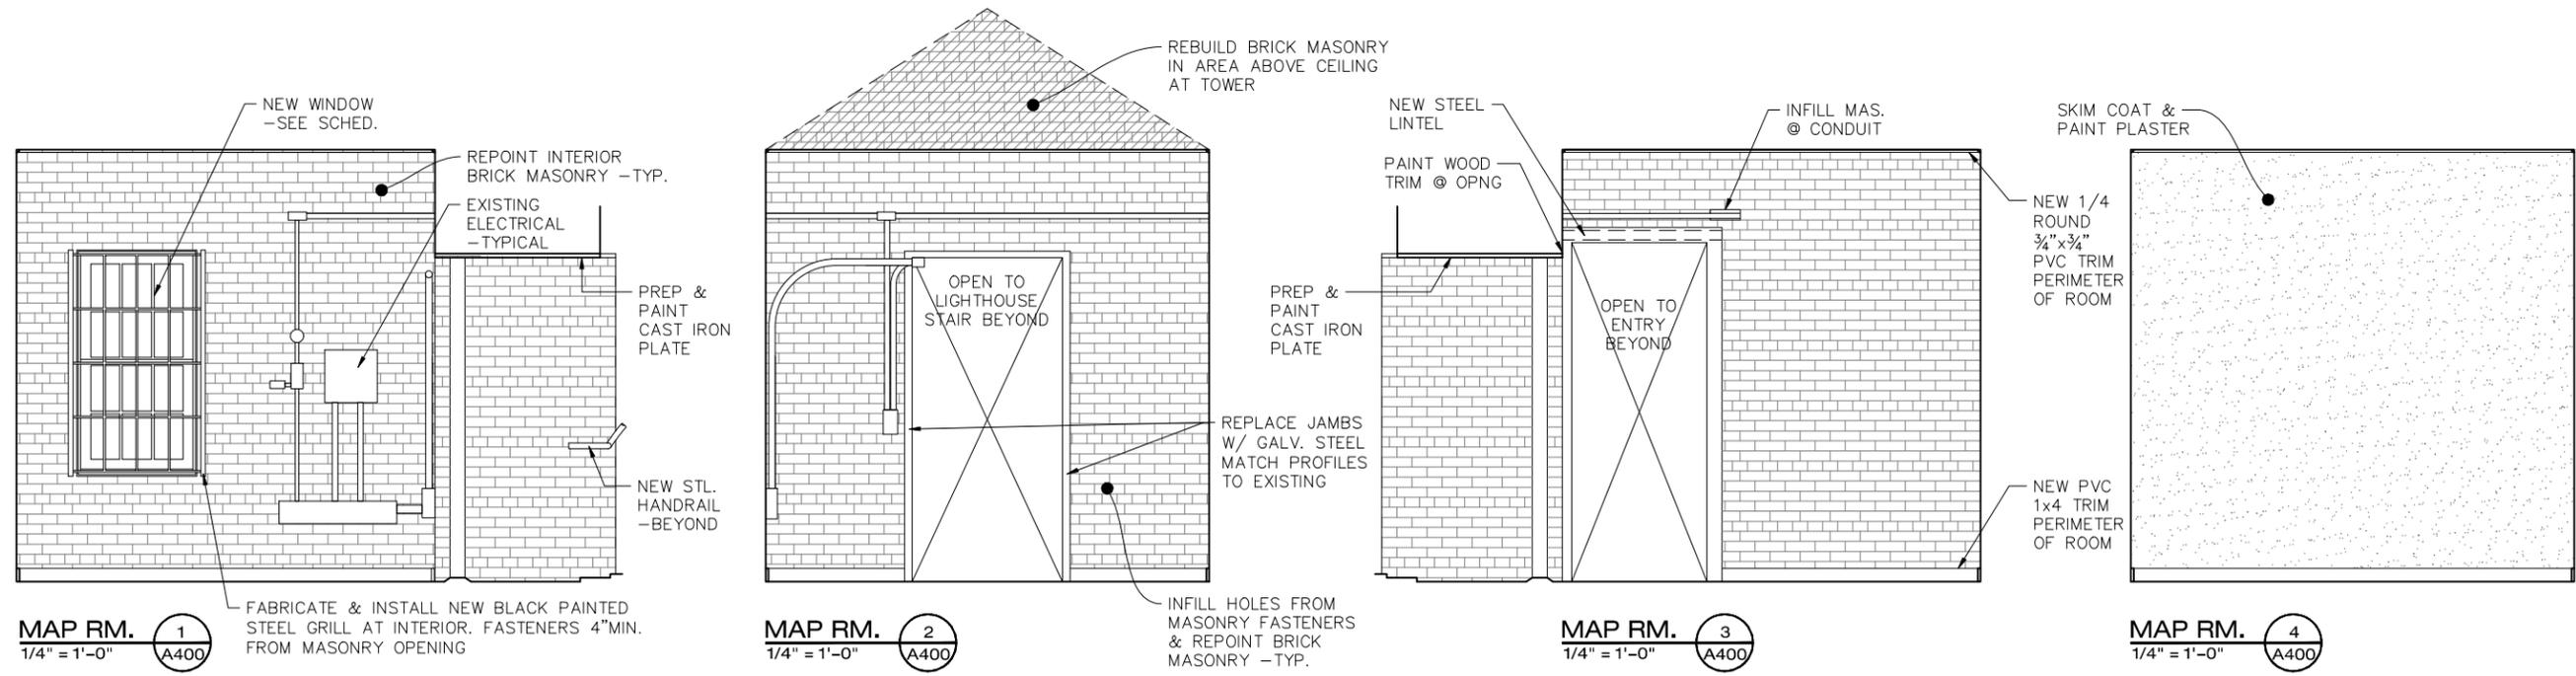 NEW WINDOW
-SEE SCHED.
REPOINT INTERIOR
BRICK MASONRY -TYP.
EXISTING
ELECTRICAL
-TYPICAL
PREP &
PAINT
CAST IRON
PLATE
NEW STL.
HANDRAIL
-BEYOND
FABRICATE & INSTALL NEW BLACK PAINTED
STEEL GRILL AT INTERIOR. FASTENERS 4"MIN.
FROM MASONRY OPENING
MAP RM.
1/4" = 1'-0"
1
A400
REBUILD BRICK MASONRY
IN AREA ABOVE CEILING
AT TOWER
OPEN TO
LIGHTHOUSE
STAIR BEYOND
REPLACE JAMBS
W/ GALV. STEEL
MATCH PROFILES
TO EXISTING
INFILL HOLES FROM
MASONRY FASTENERS
& REPOINT BRICK
MASONRY -TYP.
MAP RM.
1/4" = 1'-0"
2
A400
NEW STEEL
LINTEL
PAINT WOOD
TRIM @ OPNG
INFILL MAS.
@ CONDUIT
PREP &
PAINT
CAST IRON
PLATE
OPEN TO
ENTRY
BEYOND
NEW 1/4
ROUND
¾"x¾"
PVC TRIM
PERIMETER
OF ROOM
NEW PVC
1x4 TRIM
PERIMETER
OF ROOM
MAP RM.
1/4" = 1'-0"
3
A400
SKIM COAT &
PAINT PLASTER
MAP RM.
1/4" = 1'-0"
4
A400